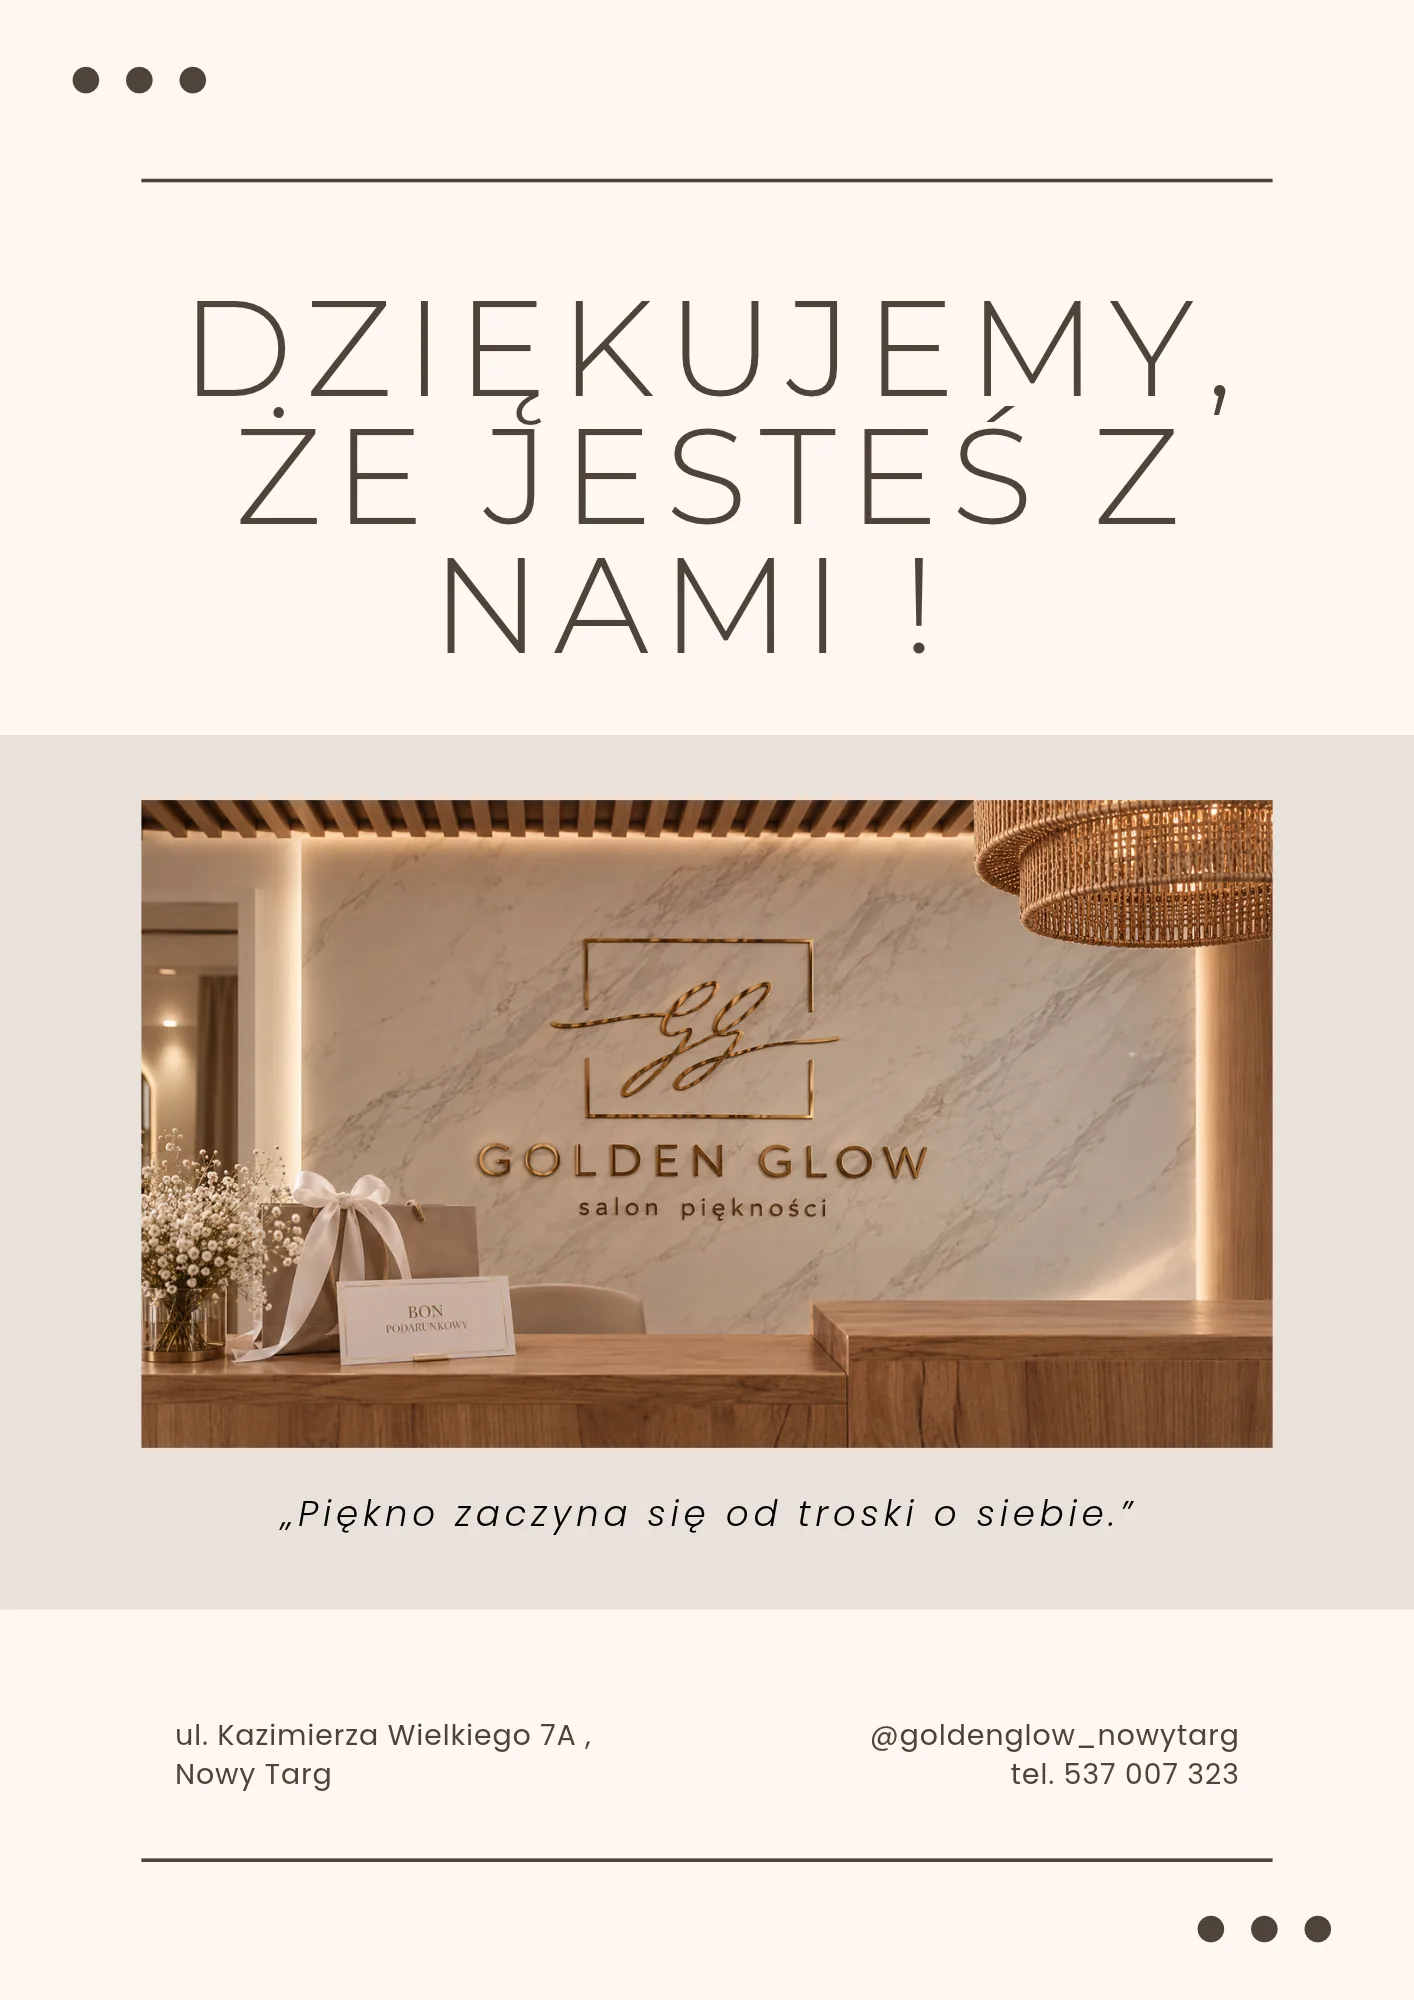 DZIĘKUJEMY,
ŻE JESTEŚ Z
NAMI !
gg
GOLDEN GLOW
salon piękności
BON
PODARUNKOWY
„Piękno zaczyna się od troski o siebie.”
ul. Kazimierza Wielkiego 7A ,
Nowy Targ
@goldenglow_nowytarg
tel. 537 007 323